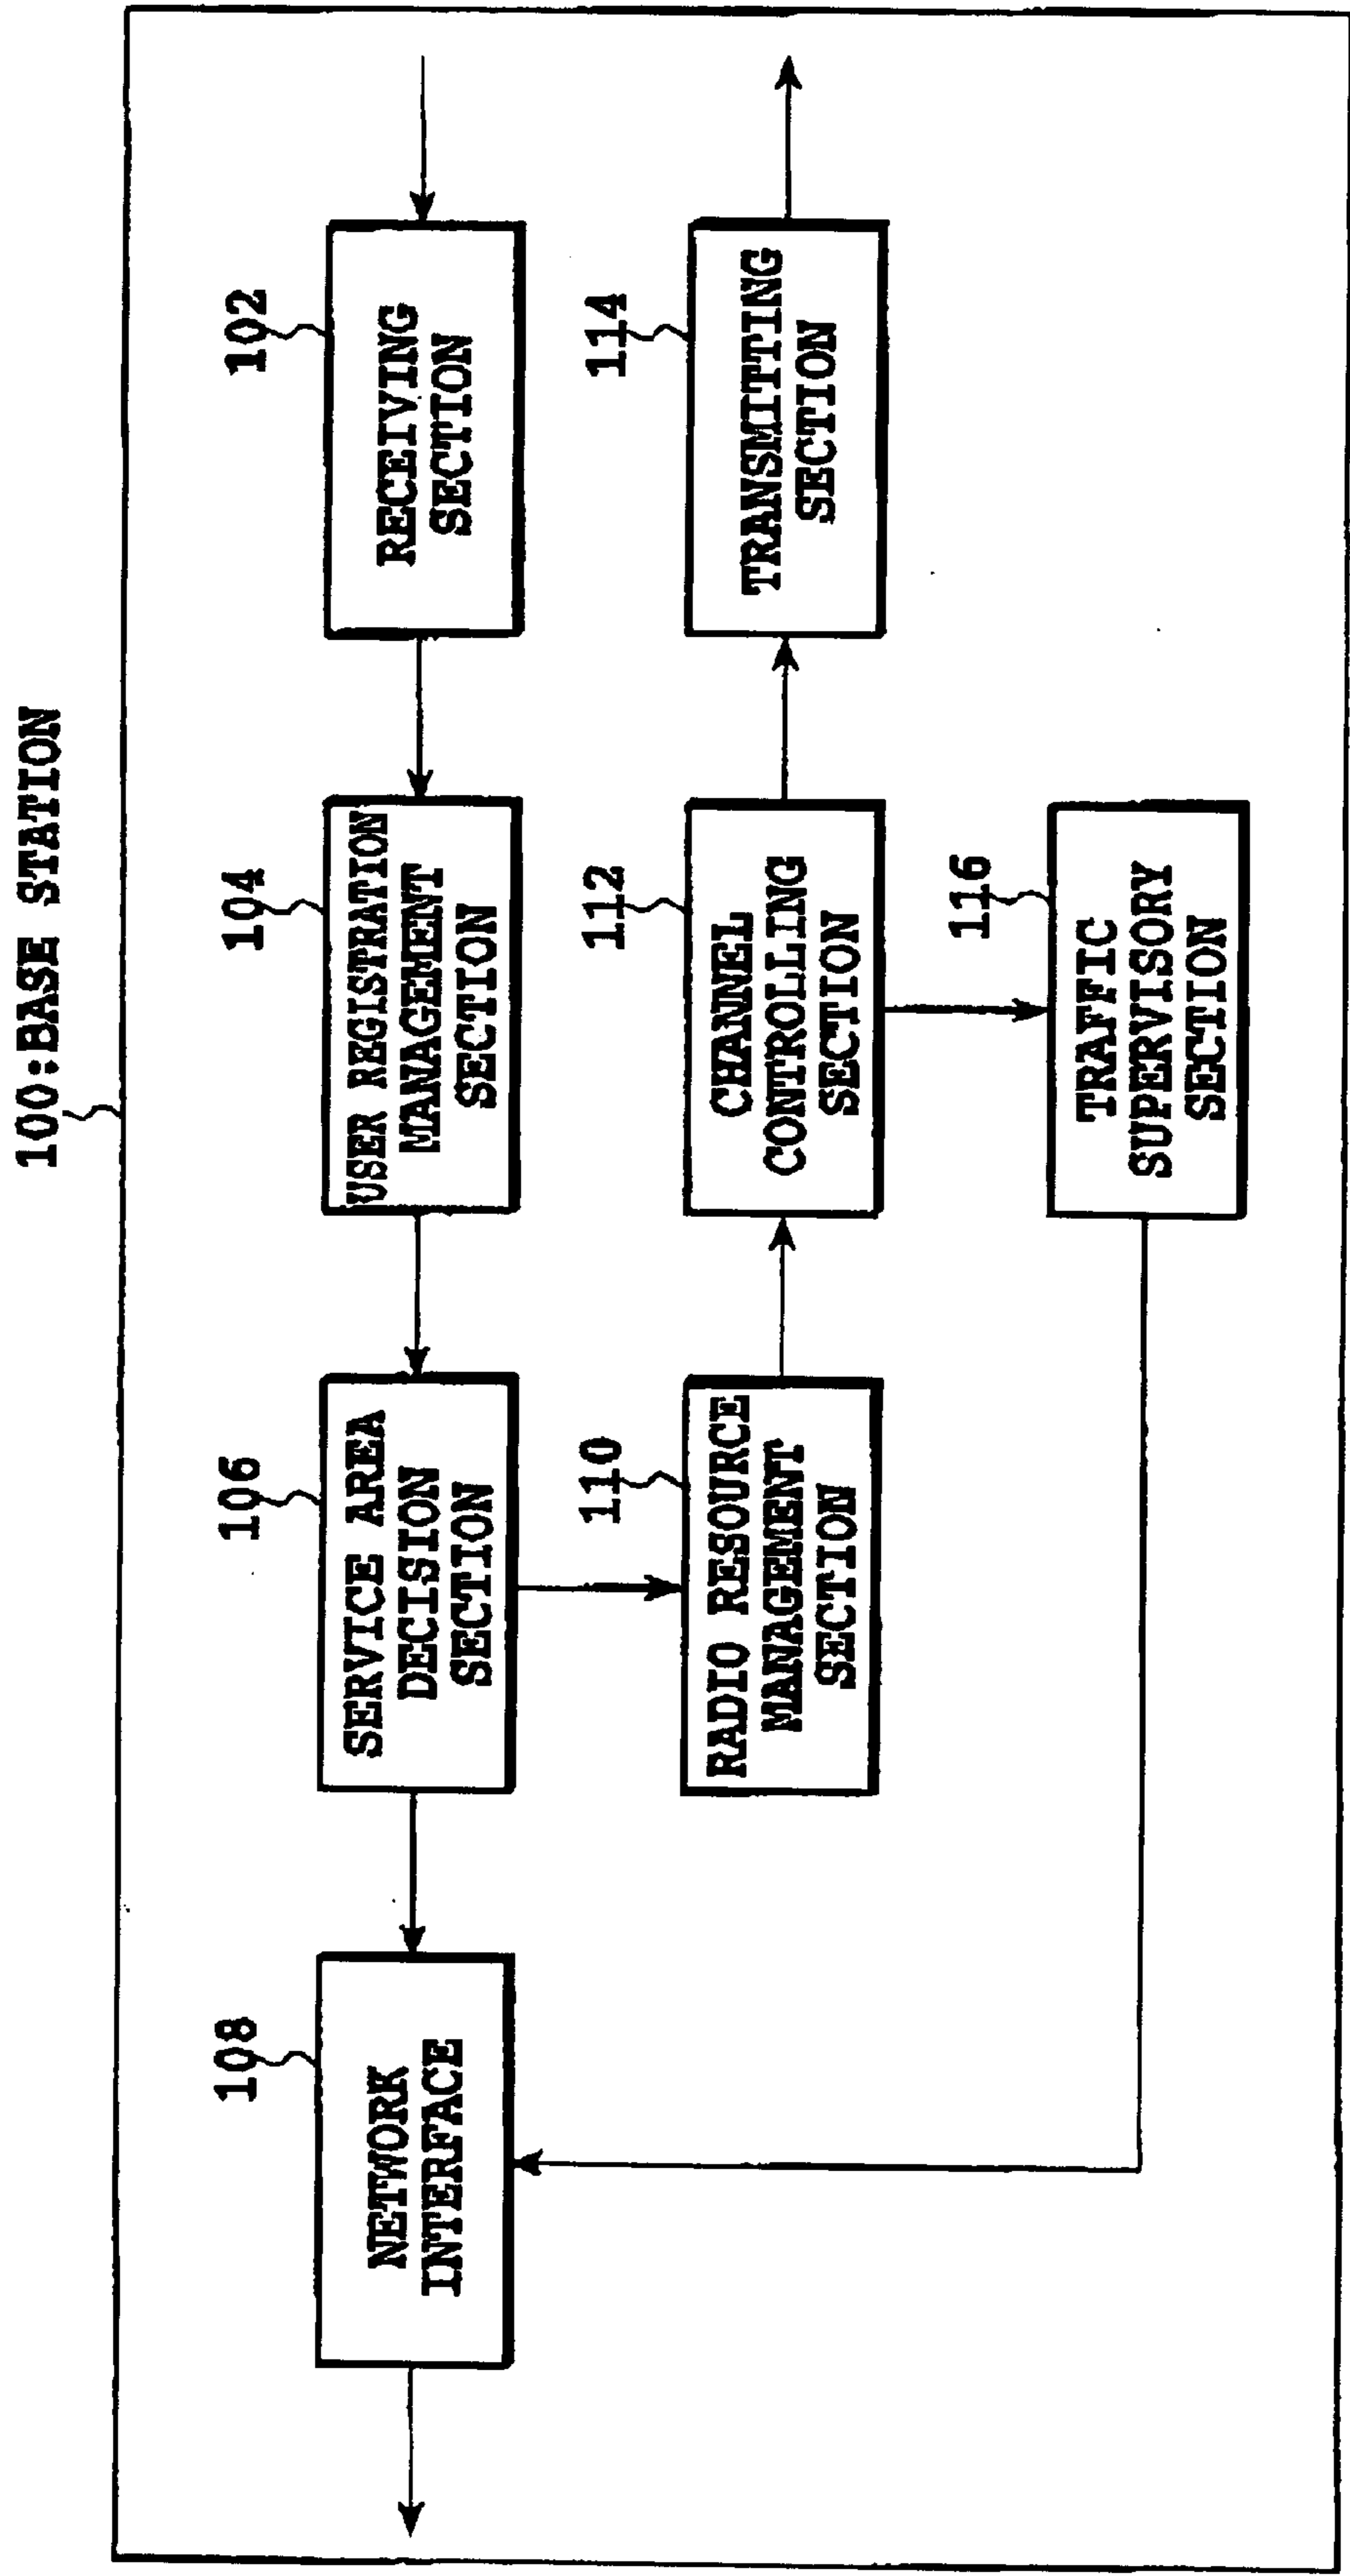 100:BASE STATION
108
NETWORK
INTERFACE
106
SERVICE AREA
DECISION
SECTION
104
USER REGISTRATION
MANAGEMENT
SECTION
102
RECEIVING
SECTION
110
RADIO RESOURCE
MANAGEMENT
SECTION
112
CHANNEL
CONTROLLING
SECTION
114
TRANSMITTING
SECTION
116
TRAFFIC
SUPERVISORY
SECTION